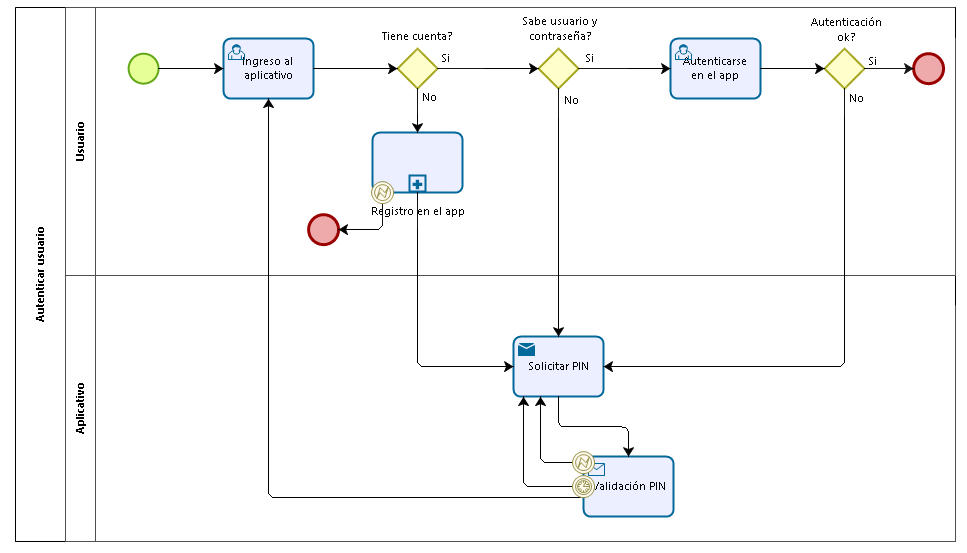 Autenticar usuario
Usuario
Aplicativo
Ingreso al
aplicativo
Tiene cuenta?
Si
No
Sabe usuario y
contraseña?
Si
No
Autenticarse
en el app
Autenticación
ok?
Si
No
Registro en el app
Solicitar PIN
Validación PIN